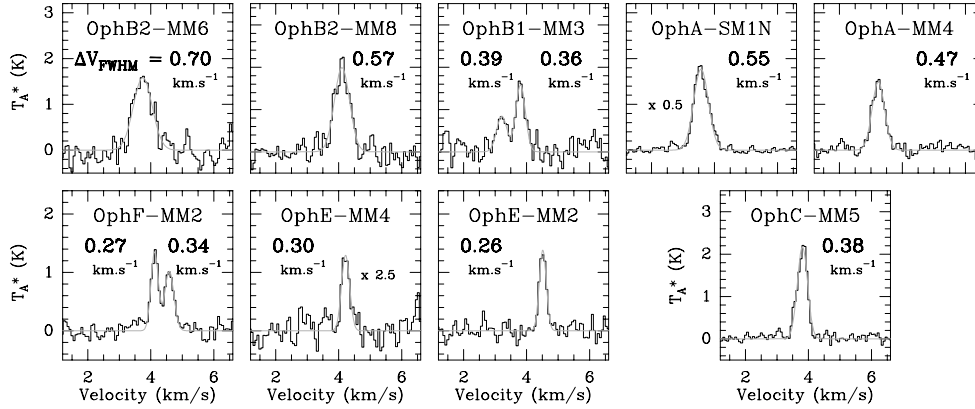 OphB2-MM6
ΔV_FWHM = 0.70
km.s⁻¹
OphB2-MM8
0.57
km.s⁻¹
OphB1-MM3
0.39 0.36
km.s⁻¹ km.s⁻¹
OphA-SM1N
0.55
km.s⁻¹
x 0.5
OphA-MM4
0.47
km.s⁻¹
T_A* (K)
3
2
1
0
OphF-MM2
0.27 0.34
km.s⁻¹ km.s⁻¹
OphE-MM4
0.30
km.s⁻¹
x 2.5
OphE-MM2
0.26
km.s⁻¹
OphC-MM5
0.38
km.s⁻¹
T_A* (K)
2
1
0
T_A* (K)
3
2
1
0
2 4 6
2 4 6
2 4 6
2 4 6
Velocity (km/s)
Velocity (km/s)
Velocity (km/s)
Velocity (km/s)